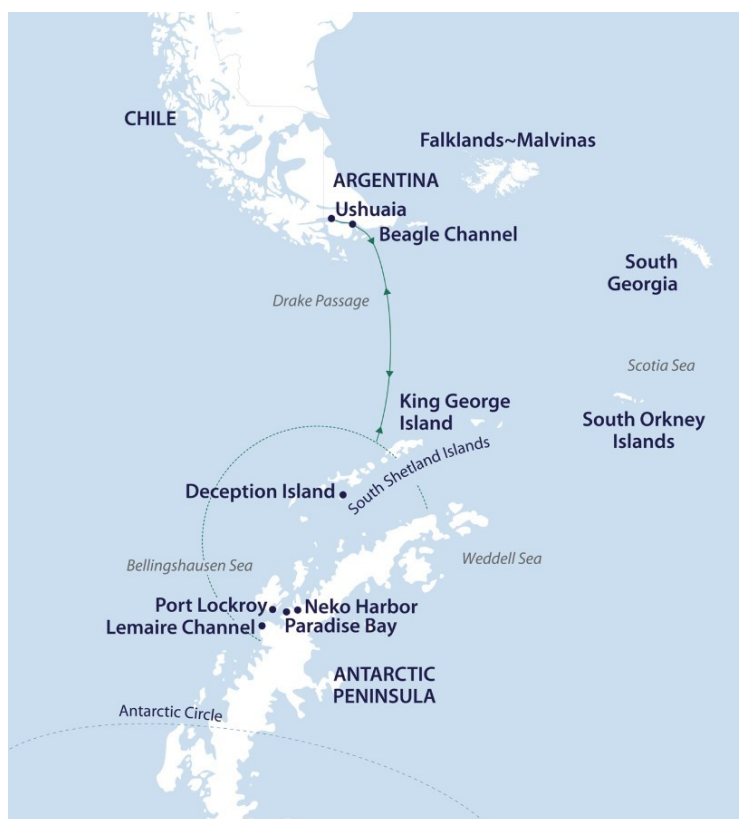 CHILE
Falklands~Malvinas
ARGENTINA
Ushuaia
Beagle Channel
South
Georgia
Drake Passage
Scotia Sea
King George
Island
South Orkney
Islands
South Shetland Islands
Deception Island
Bellingshausen Sea
Weddell Sea
Port Lockroy
Neko Harbor
Lemaire Channel
Paradise Bay
ANTARCTIC
PENINSULA
Antarctic Circle